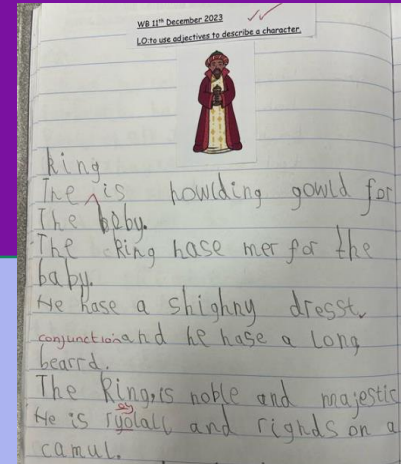 WB 11th December 2023
LO:to use adjectives to describe a character.
king
The is howlding gowld for
The baby.
The king hase mer for the
baby.
He hase a shighny dresst
conjunction and he hase a long
bearrd.
The King is noble and majestic
He is ryolall and righds on a
camul.